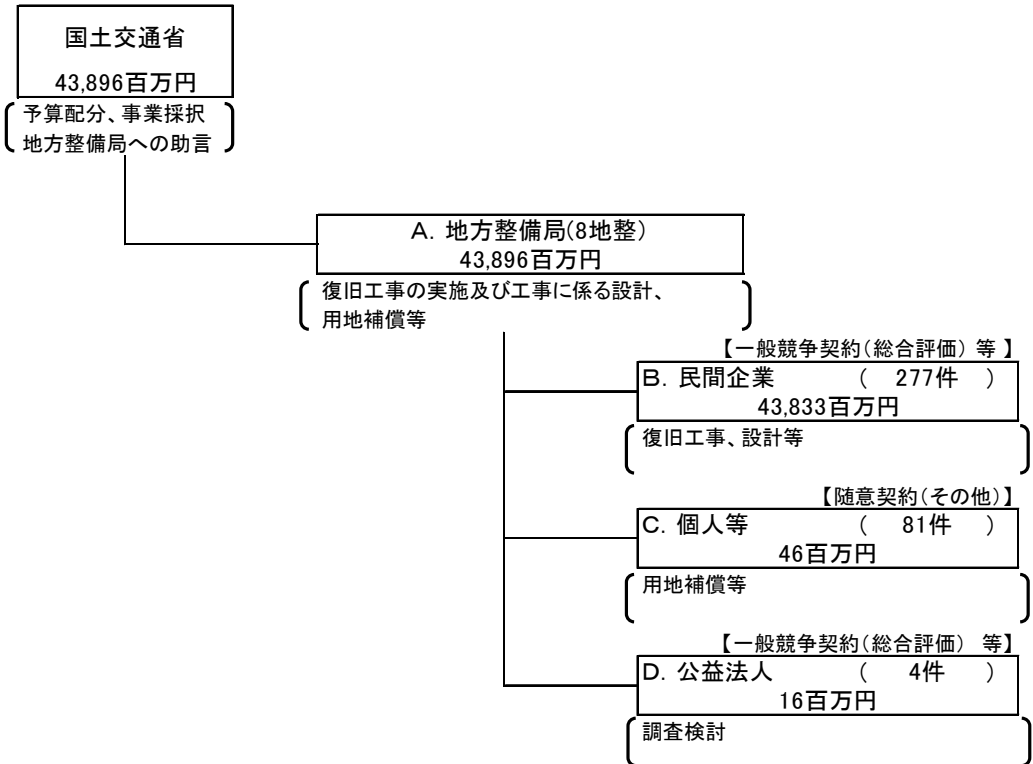 国土交通省
43,896百万円
予算配分、事業採択
地方整備局への助言
A．地方整備局(8地整)
43,896百万円
復旧工事の実施及び工事に係る設計、
用地補償等
【一般競争契約(総合評価) 等 】
B．民間企業 ( 277件 )
43,833百万円
復旧工事、設計等
【随意契約(その他)】
C．個人等 ( 81件 )
46百万円
用地補償等
【一般競争契約(総合評価) 等】
D．公益法人 ( 4件 )
16百万円
調査検討